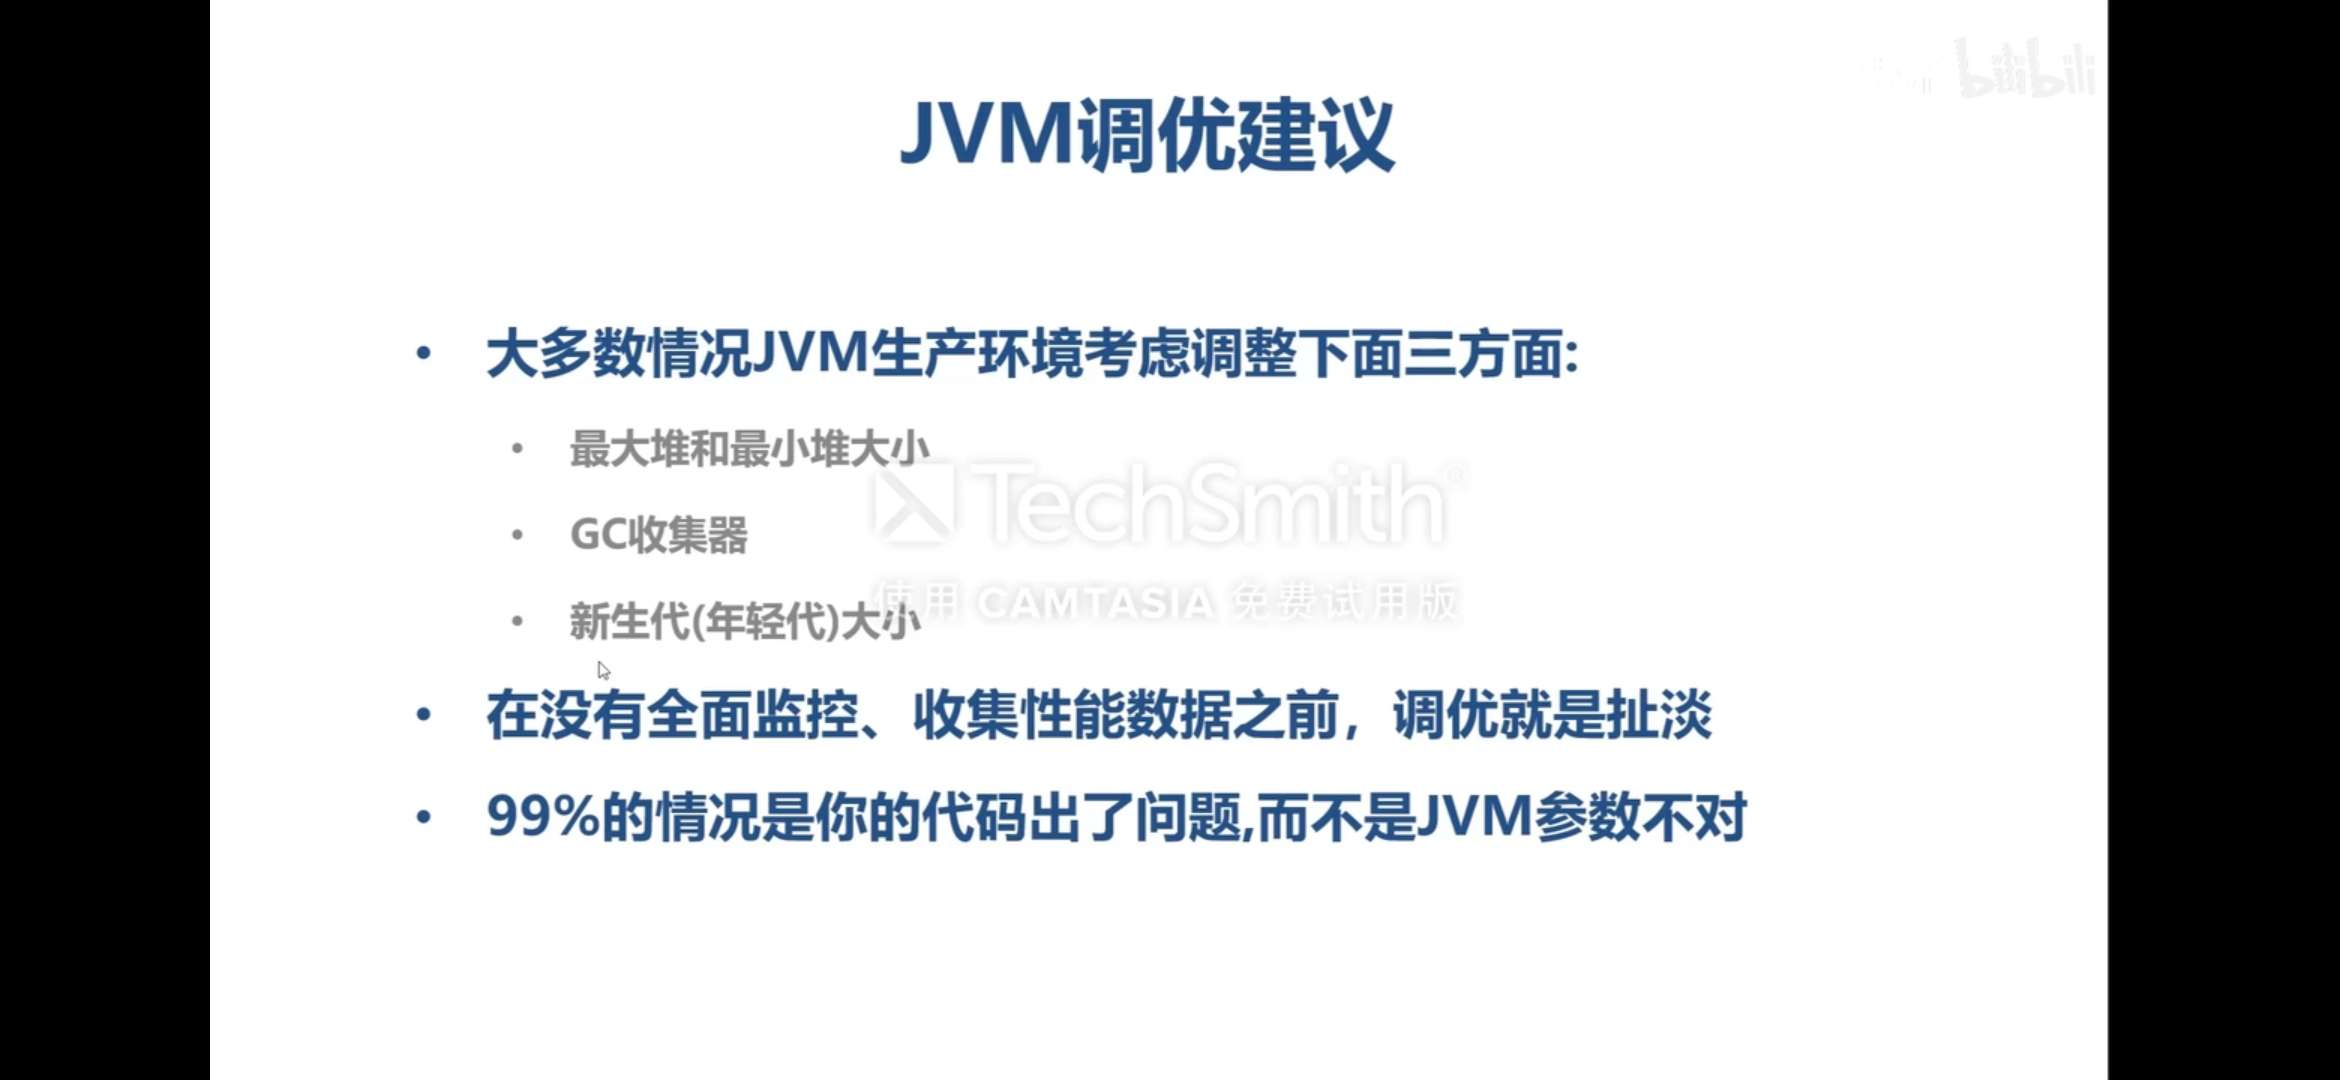 bilibili
JVM调优建议
• 大多数情况JVM生产环境考虑调整下面三方面:
• 最大堆和最小堆大小
• GC收集器
• 新生代(年轻代)大小
TechSmith®
使用 CAMTASIA 免费试用版
• 在没有全面监控、收集性能数据之前，调优就是扯淡
• 99%的情况是你的代码出了问题,而不是JVM参数不对